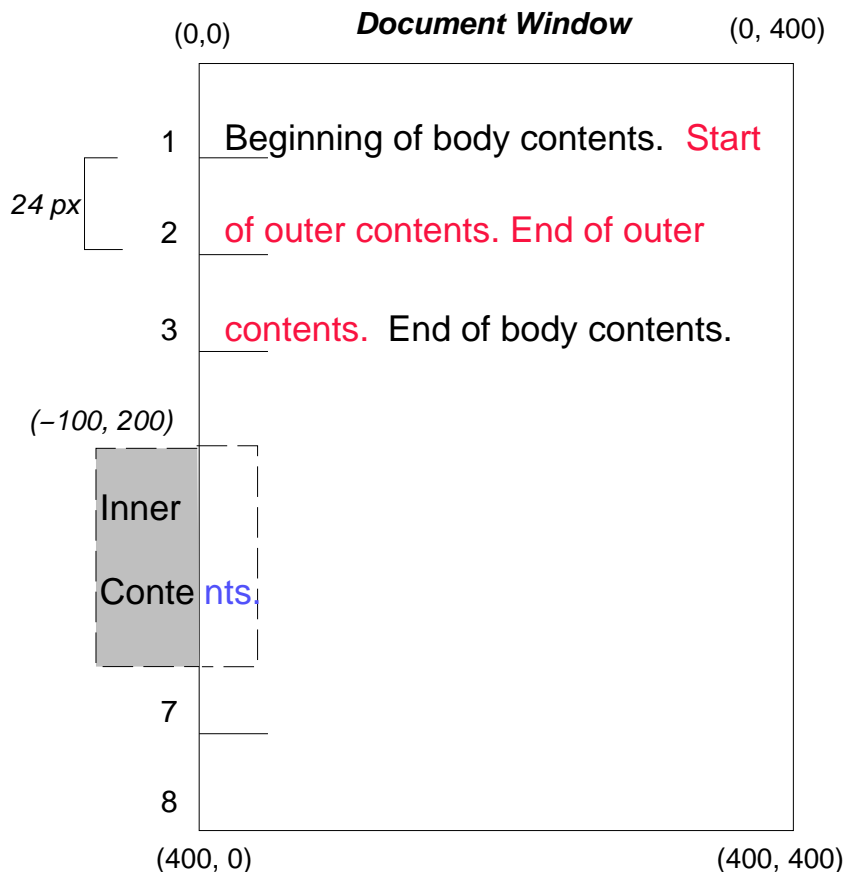 Document Window
(0,0)
(0, 400)
1 Beginning of body contents. Start
24 px
2 of outer contents. End of outer
3 contents. End of body contents.
(−100, 200)
Inner
Conte nts.
7
8
(400, 0)
(400, 400)